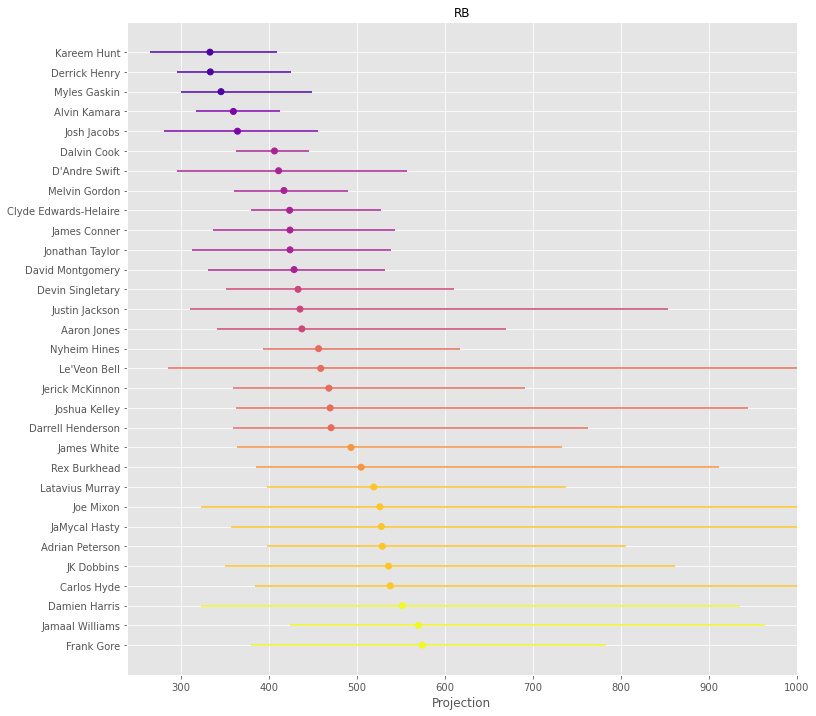 RB
Kareem Hunt
Derrick Henry
Myles Gaskin
Alvin Kamara
Josh Jacobs
Dalvin Cook
D'Andre Swift
Melvin Gordon
Clyde Edwards-Helaire
James Conner
Jonathan Taylor
David Montgomery
Devin Singletary
Justin Jackson
Aaron Jones
Nyheim Hines
Le'Veon Bell
Jerick McKinnon
Joshua Kelley
Darrell Henderson
James White
Rex Burkhead
Latavius Murray
Joe Mixon
JaMycal Hasty
Adrian Peterson
JK Dobbins
Carlos Hyde
Damien Harris
Jamaal Williams
Frank Gore
300 400 500 600 700 800 900 1000
Projection